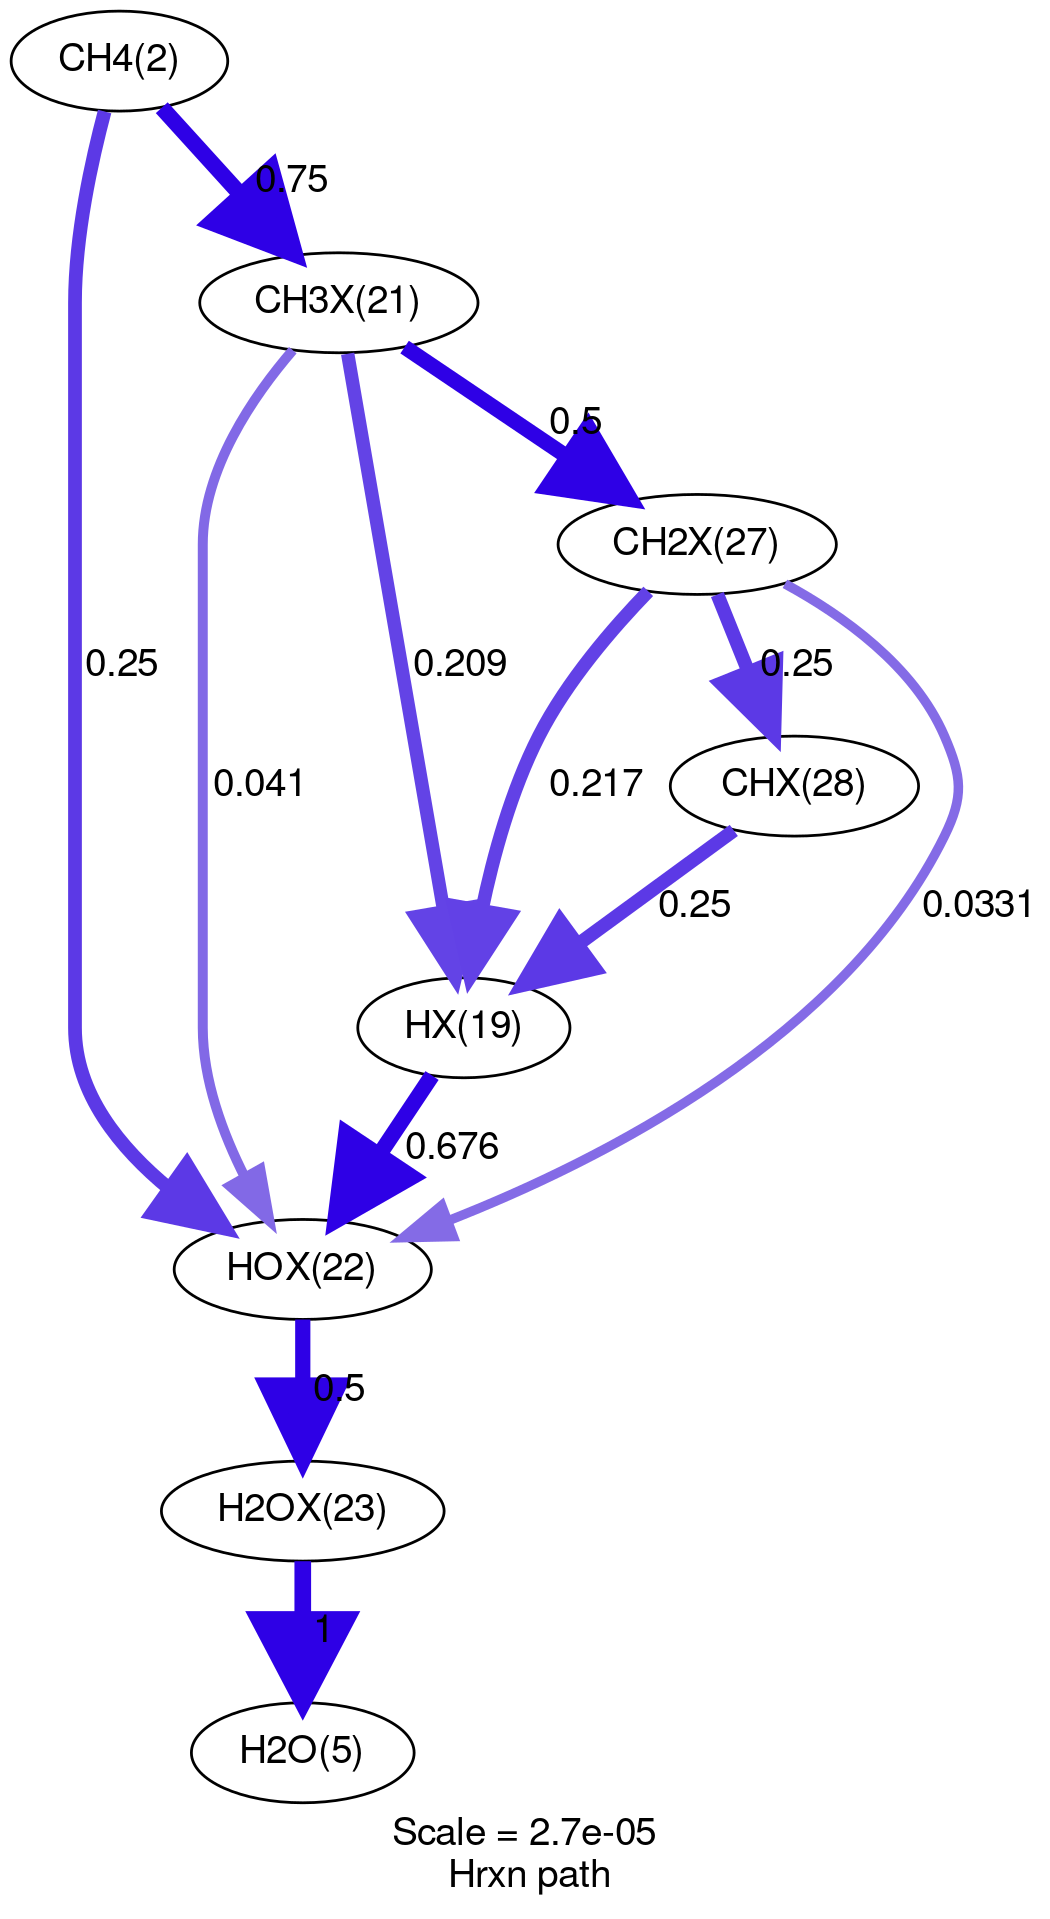 CH4(2)
0.75
CH3X(21)
0.5
CH2X(27)
0.25
0.209
0.25
0.041
0.217
CHX(28)
0.25
0.0331
HX(19)
0.676
HOX(22)
0.5
H2OX(23)
1
H2O(5)
Scale = 2.7e-05
Hrxn path